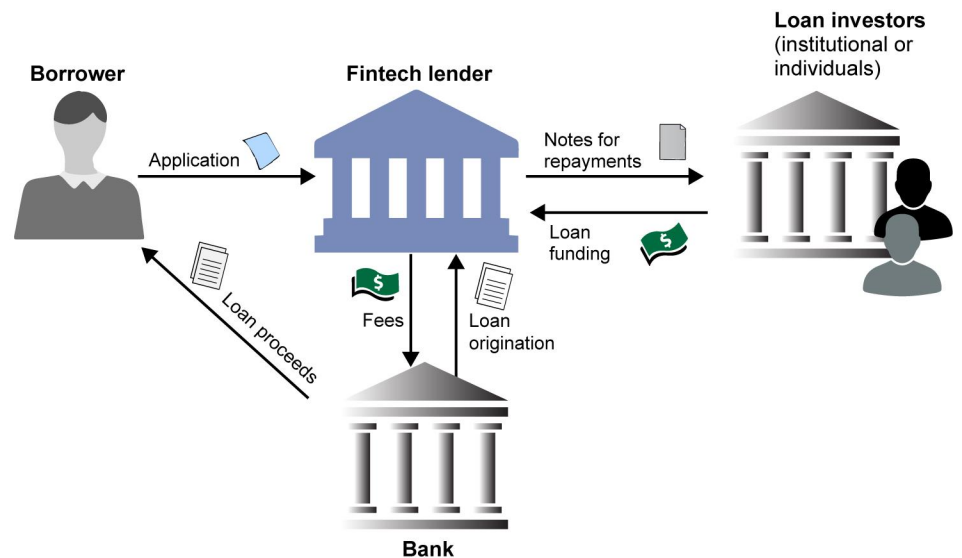 Loan investors
(institutional or
individuals)
Borrower
Fintech lender
Application
Notes for
repayments
Loan
funding
$
Loan proceeds
$
Fees
Loan
origination
Bank